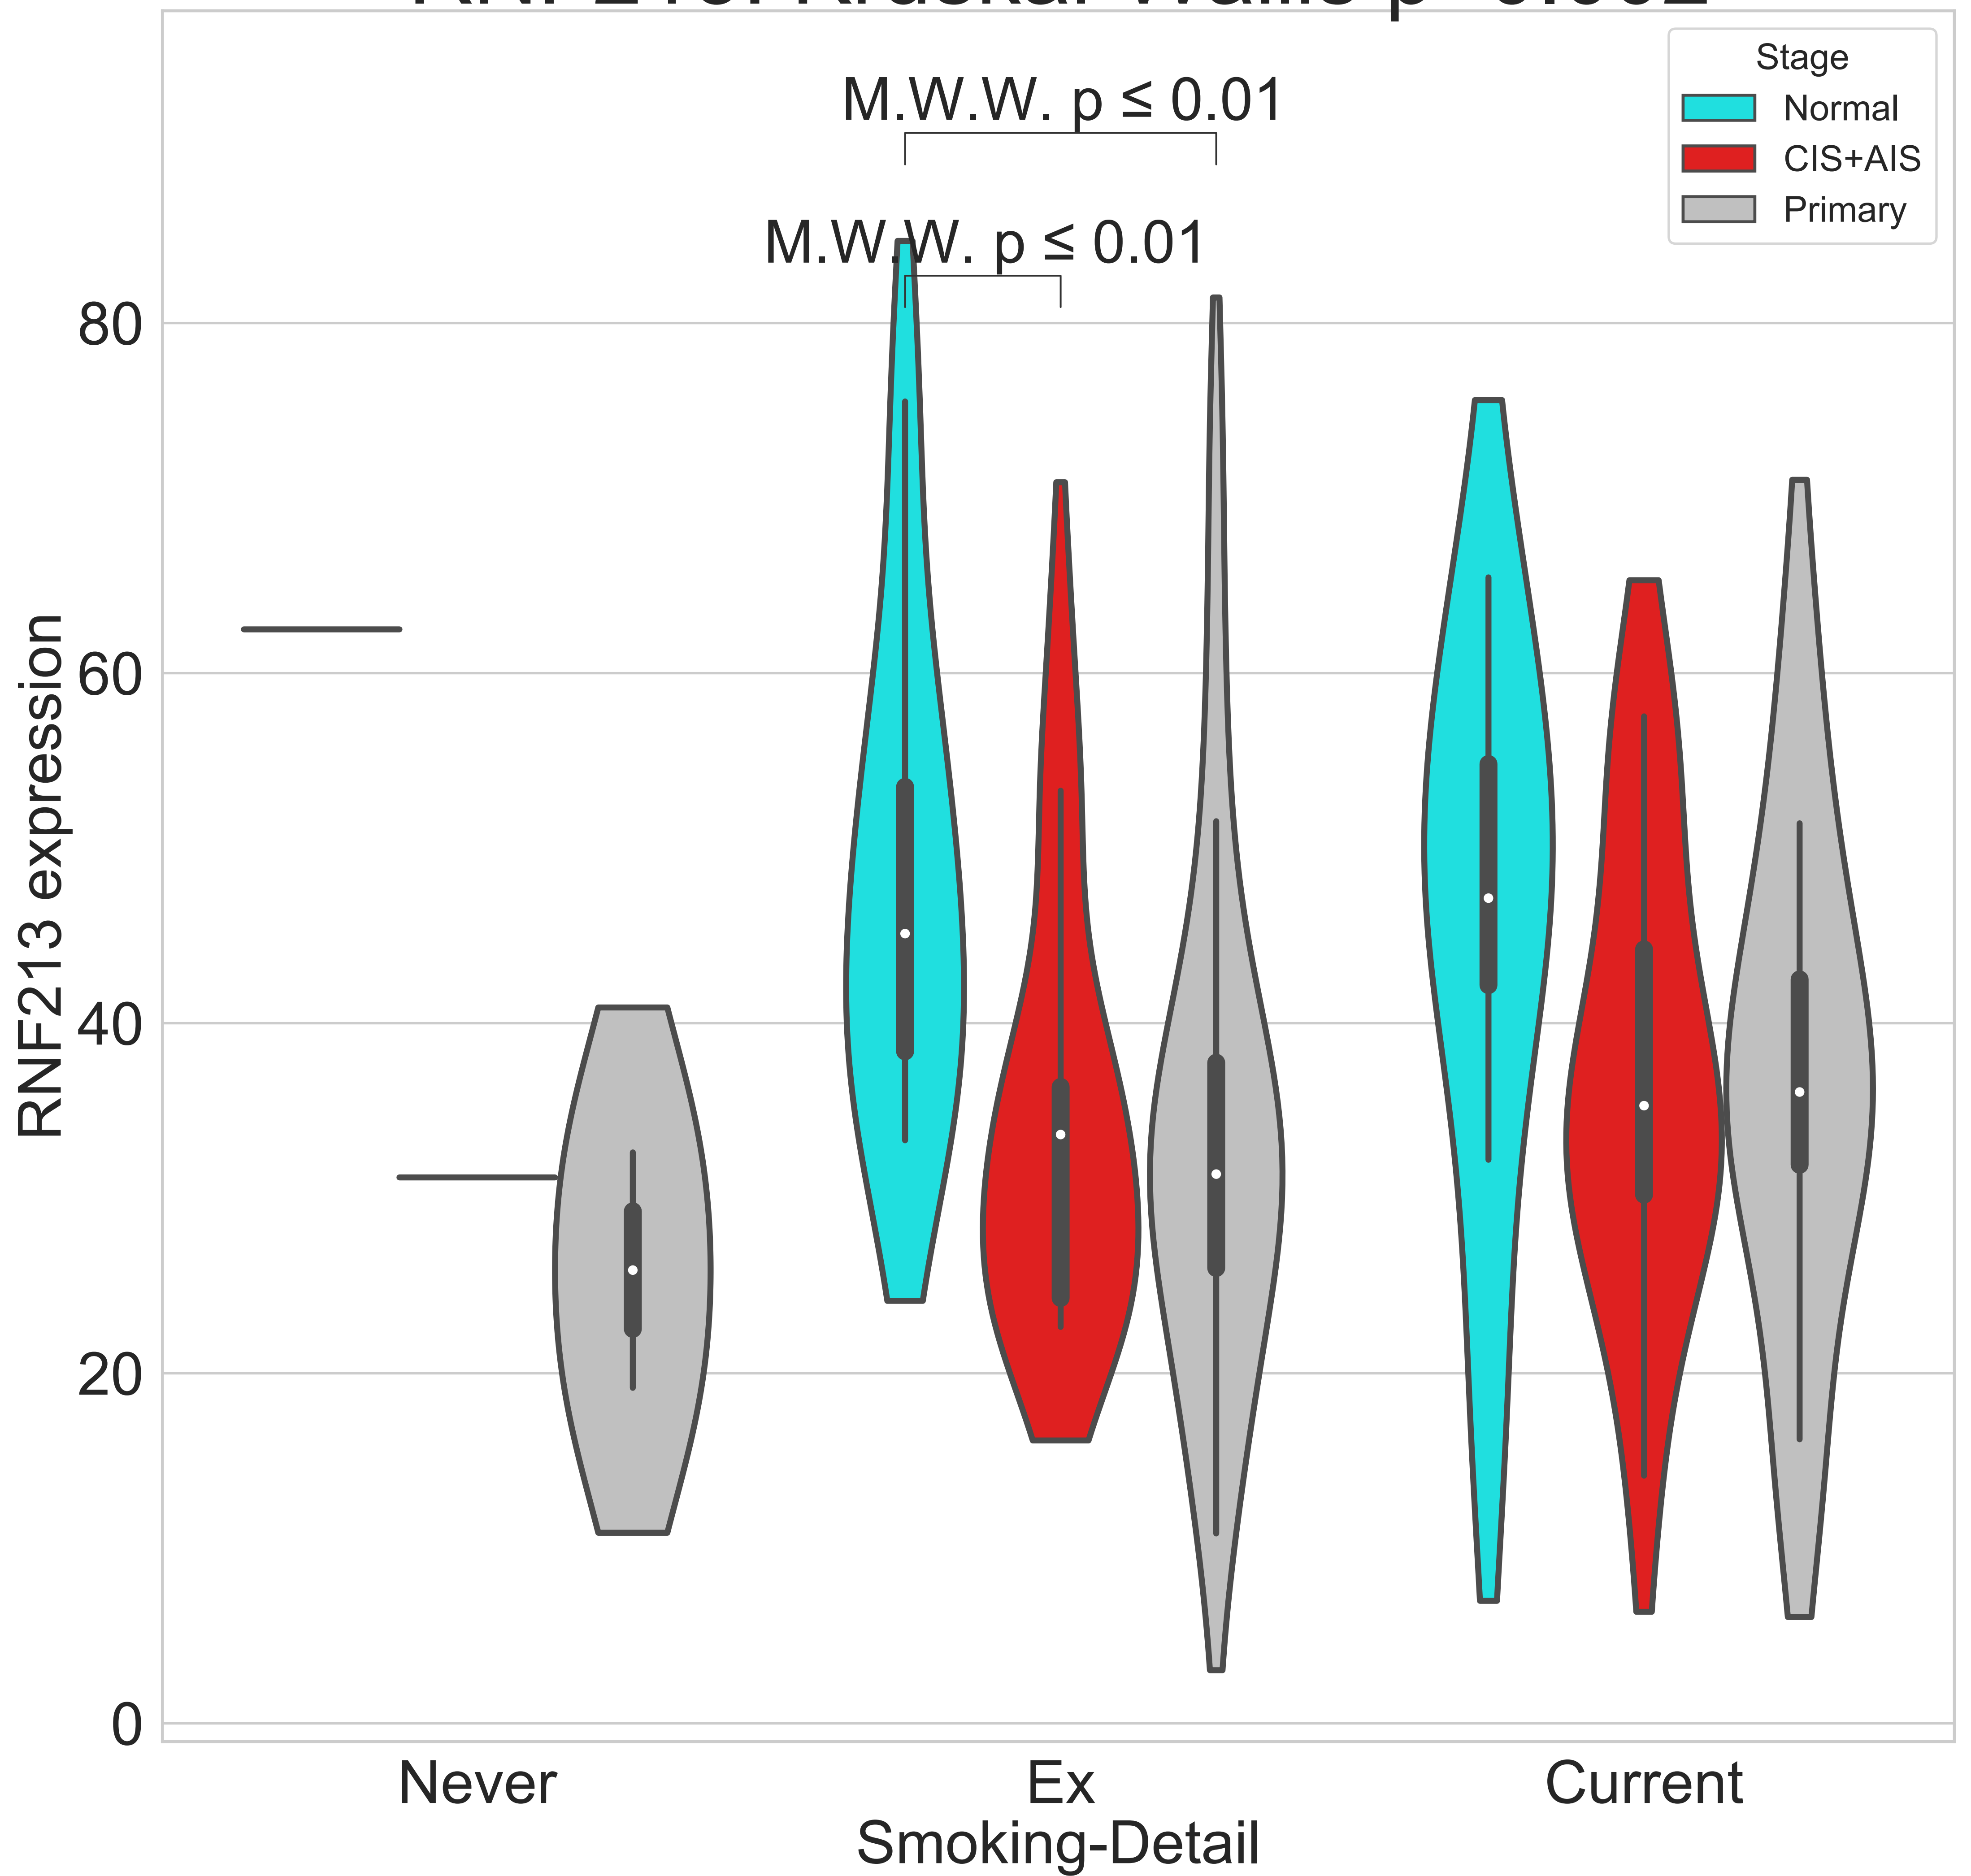 M.W.W. p ≤ 0.01
M.W.W. p ≤ 0.01
Stage
Normal
CIS+AIS
Primary
RNF213 expression
80
60
40
20
0
Never
Ex
Current
Smoking-Detail